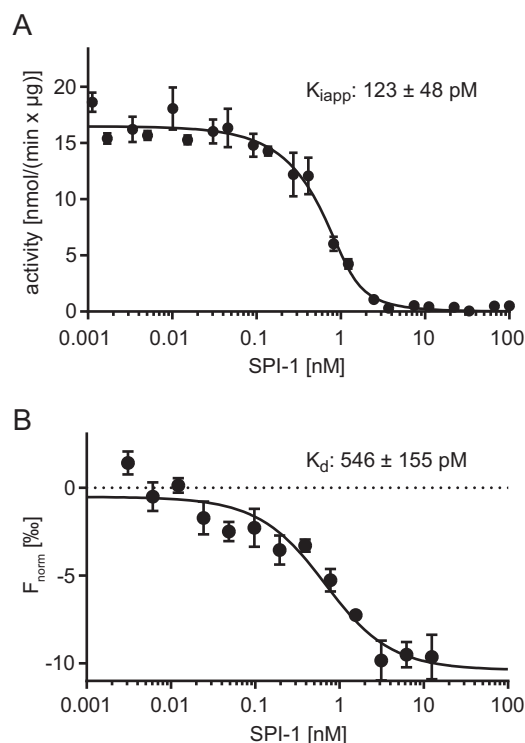 A
K_iapp: 123 ± 48 pM
activity [nmol/(min x µg)]
20
15
10
5
0
0.001 0.01 0.1 1 10 100
SPI-1 [nM]
B
K_d: 546 ± 155 pM
F_norm [‰]
0
-5
-10
0.001 0.01 0.1 1 10 100
SPI-1 [nM]